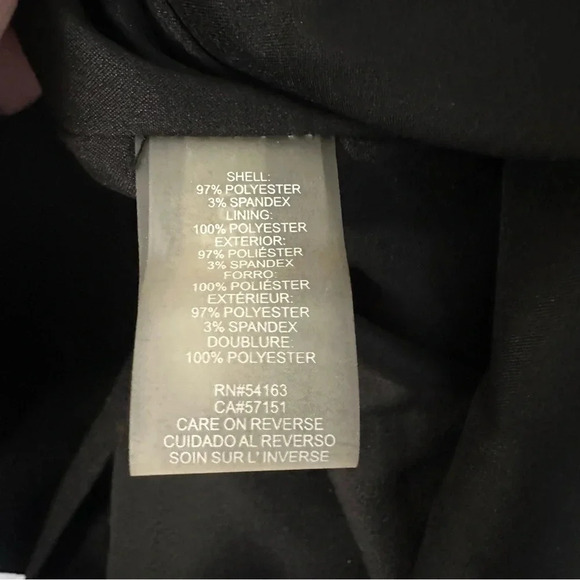 SHELL:
97% POLYESTER
3% SPANDEX
LINING:
100% POLYESTER
EXTERIOR:
97% POLIÉSTER
3% SPANDEX
FORRO:
100% POLIÉSTER
EXTÉRIEUR:
97% POLYESTER
3% SPANDEX
DOUBLURE:
100% POLYESTER
RN#54163
CA#57151
CARE ON REVERSE
CUIDADO AL REVERSO
SOIN SUR L'INVERSE